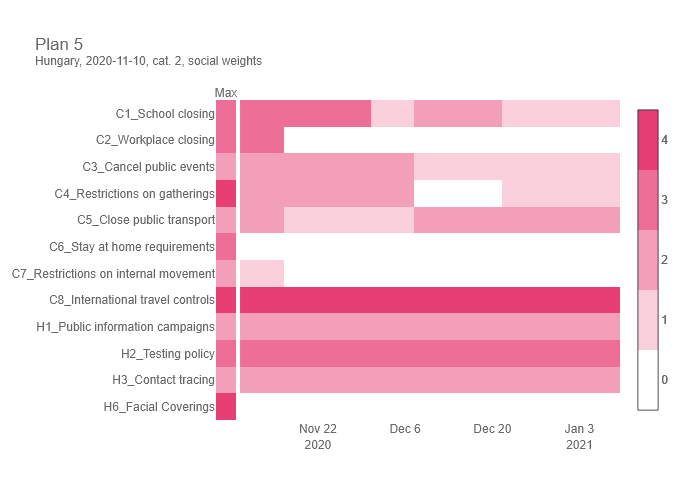 Plan 5
Hungary, 2020-11-10, cat. 2, social weights
Max
C1_School closing
C2_Workplace closing
C3_Cancel public events
C4_Restrictions on gatherings
C5_Close public transport
C6_Stay at home requirements
C7_Restrictions on internal movement
C8_International travel controls
H1_Public information campaigns
H2_Testing policy
H3_Contact tracing
H6_Facial Coverings
Nov 22 Dec 6 Dec 20 Jan 3
2020 2021
4
3
2
1
0